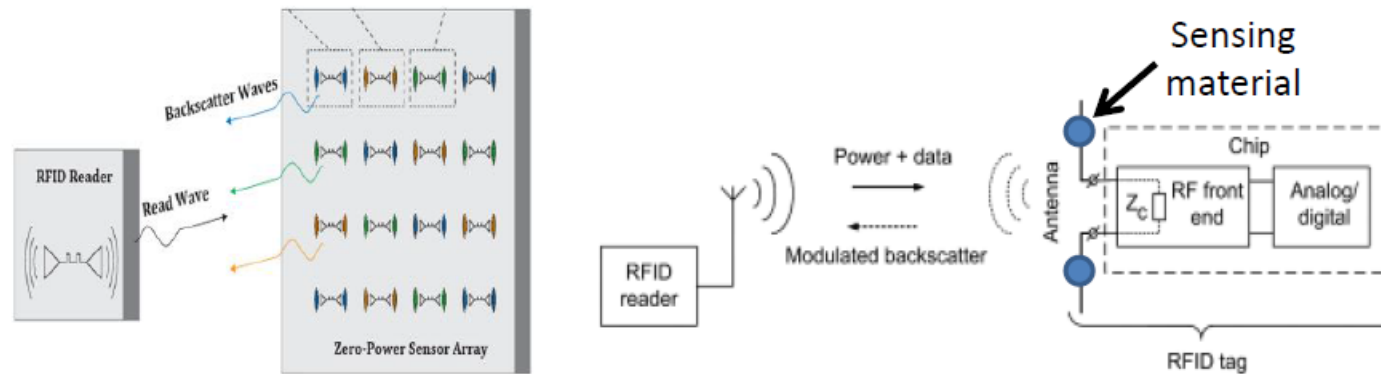 Backscatter Waves
RFID Reader
Read Wave
Zero-Power Sensor Array
Sensing
material
Power + data
Modulated backscatter
RFID
reader
Antenna
Chip
Zc
RF front
end
Analog/
digital
RFID tag